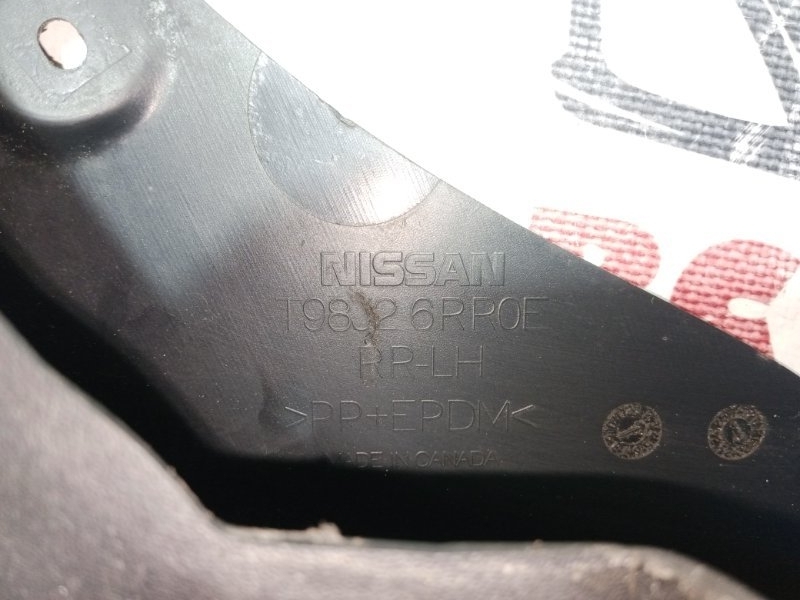 NISSAN
T98J2 6RR0E
RR-LH
>PP+EPDM<
MADE IN CANADA